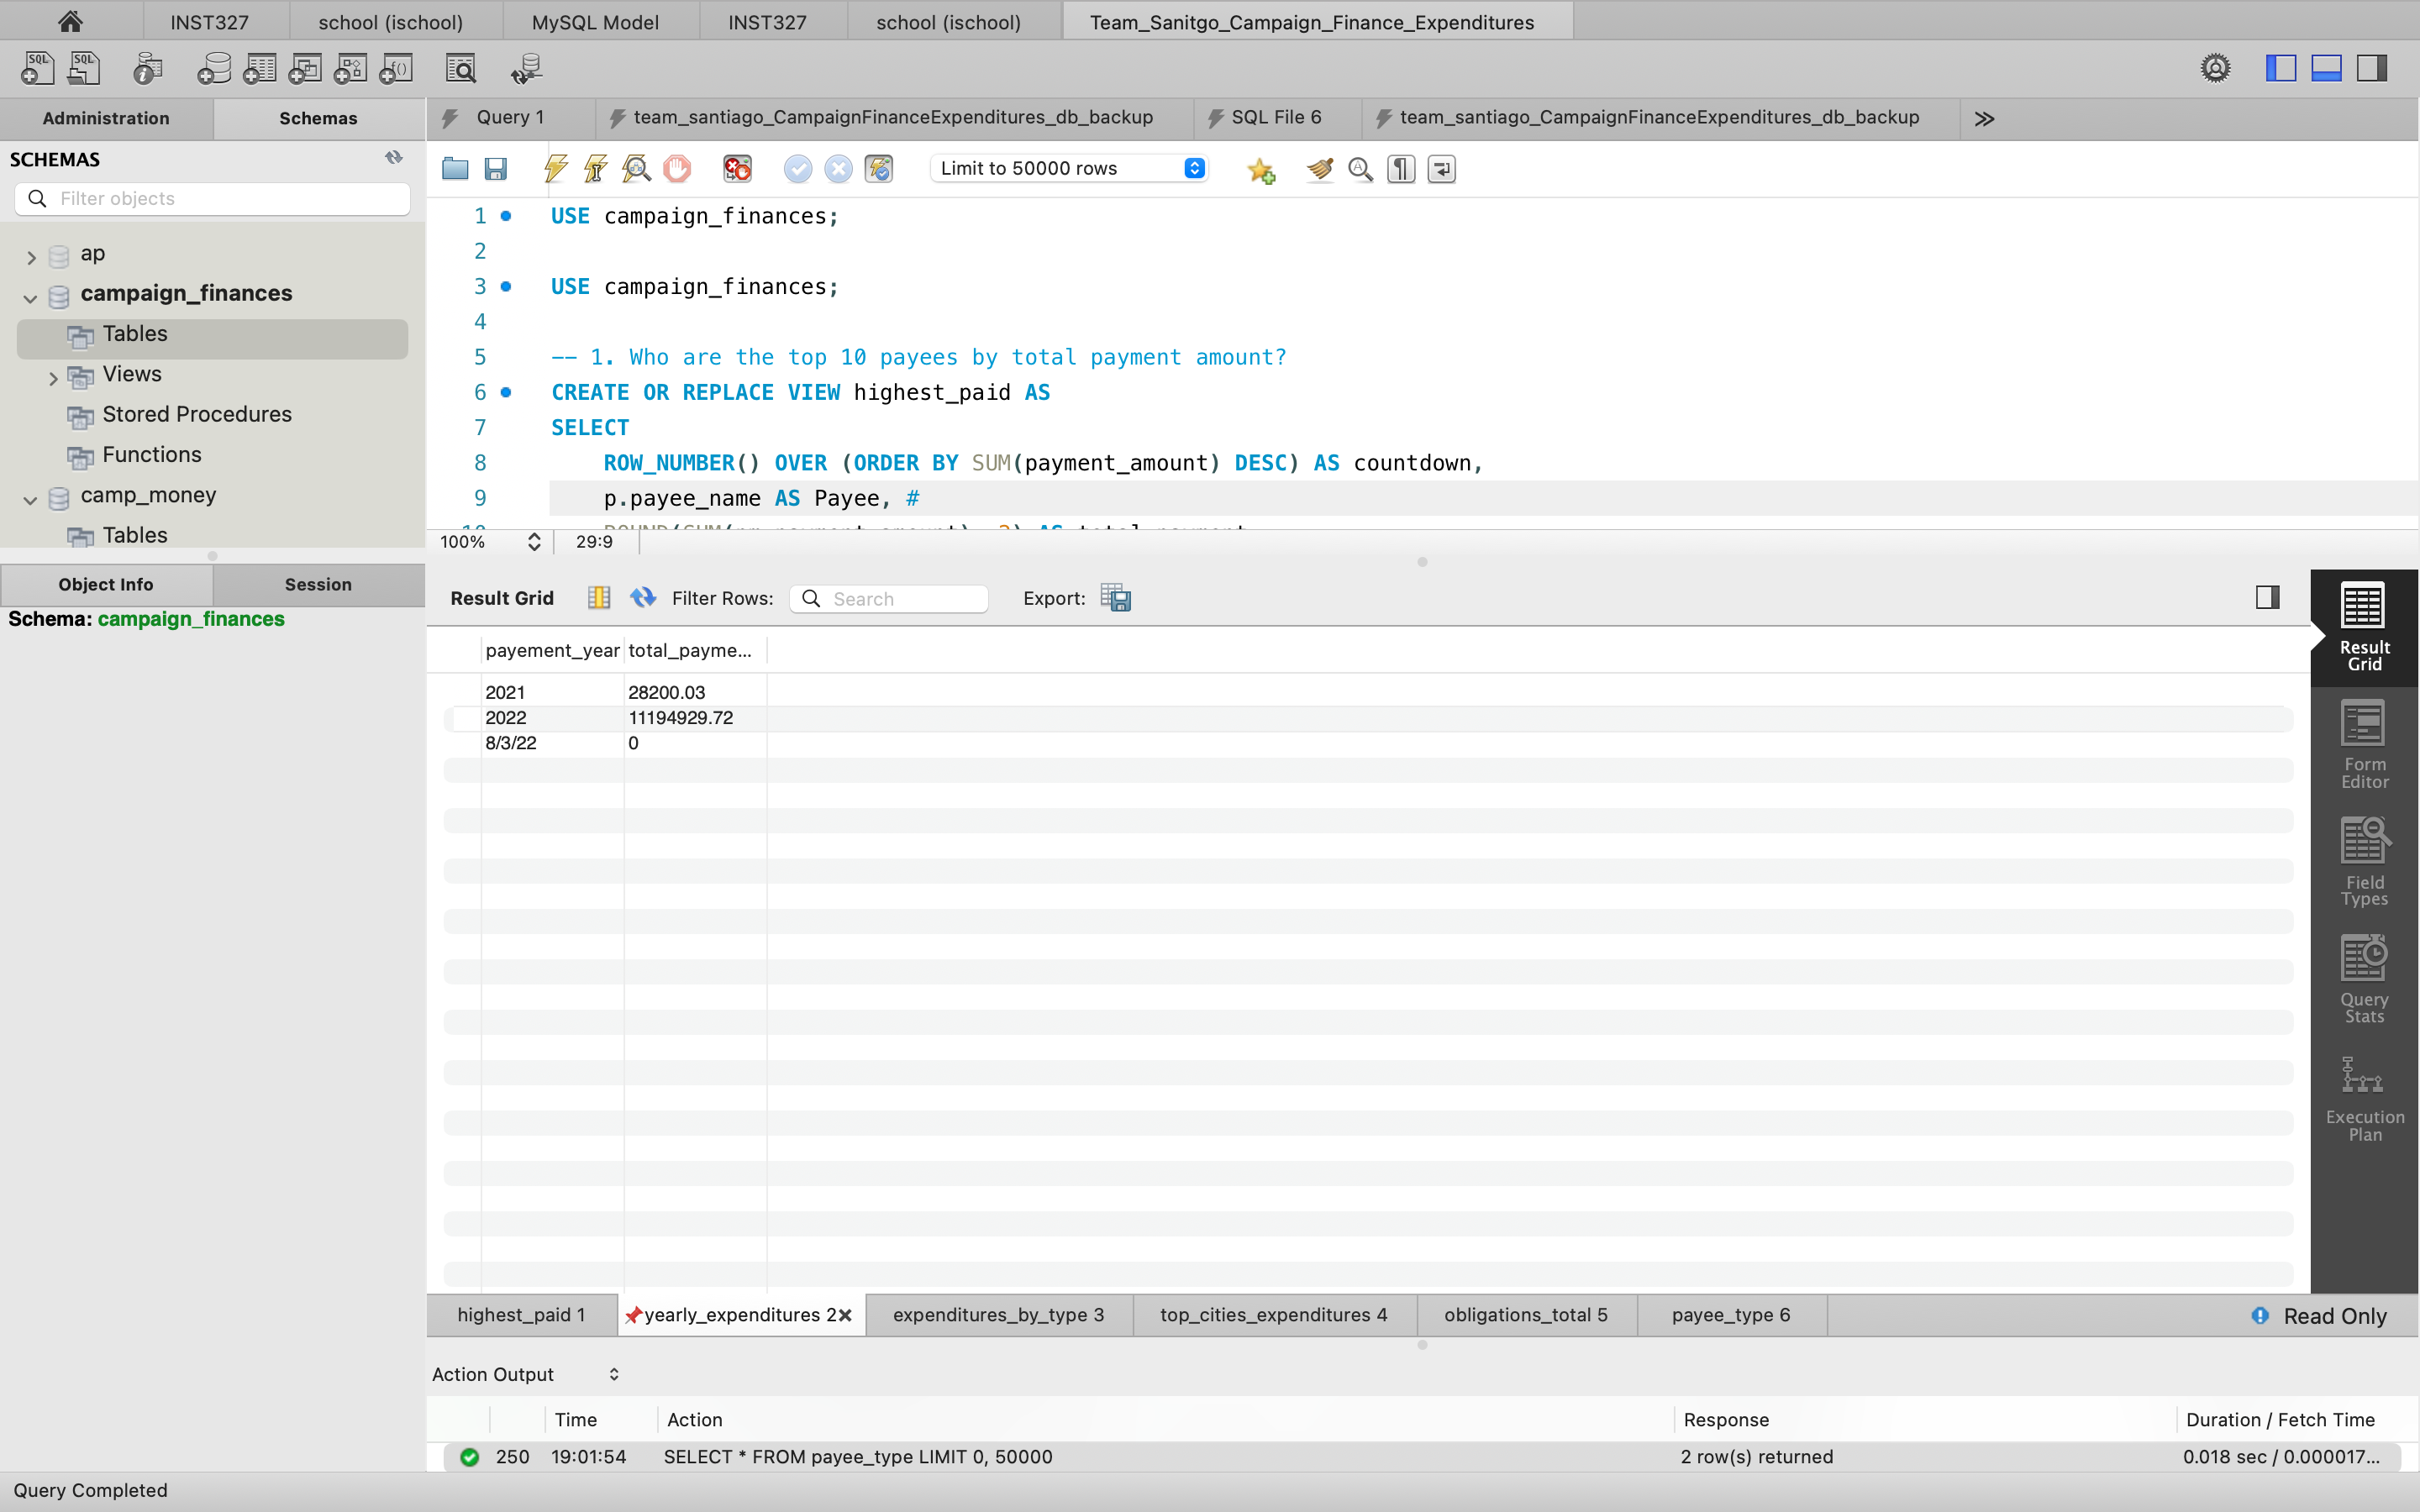 INST327 school (ischool) MySQL Model INST327 school (ischool) Team_Sanitgo_Campaign_Finance_Expenditures
Administration Schemas
Query 1 team_santiago_CampaignFinanceExpenditures_db_backup SQL File 6 team_santiago_CampaignFinanceExpenditures_db_backup
SCHEMAS
Filter objects
ap
campaign_finances
Tables
Views
Stored Procedures
Functions
camp_money
Tables
Object Info Session
Schema: campaign_finances
Limit to 50000 rows
1 USE campaign_finances;
2
3 USE campaign_finances;
4
5 -- 1. Who are the top 10 payees by total payment amount?
6 CREATE OR REPLACE VIEW highest_paid AS
7 SELECT
8 ROW_NUMBER() OVER (ORDER BY SUM(payment_amount) DESC) AS countdown,
9 p.payee_name AS Payee, #
100% 29:9
Result Grid Filter Rows: Search Export:
payement_year total_payme...
2021 28200.03
2022 11194929.72
8/3/22 0
Result
Grid
Form
Editor
Field
Types
Query
Stats
Execution
Plan
highest_paid 1 yearly_expenditures 2 expenditures_by_type 3 top_cities_expenditures 4 obligations_total 5 payee_type 6 Read Only
Action Output
Time Action Response Duration / Fetch Time
250 19:01:54 SELECT * FROM payee_type LIMIT 0, 50000 2 row(s) returned 0.018 sec / 0.000017...
Query Completed